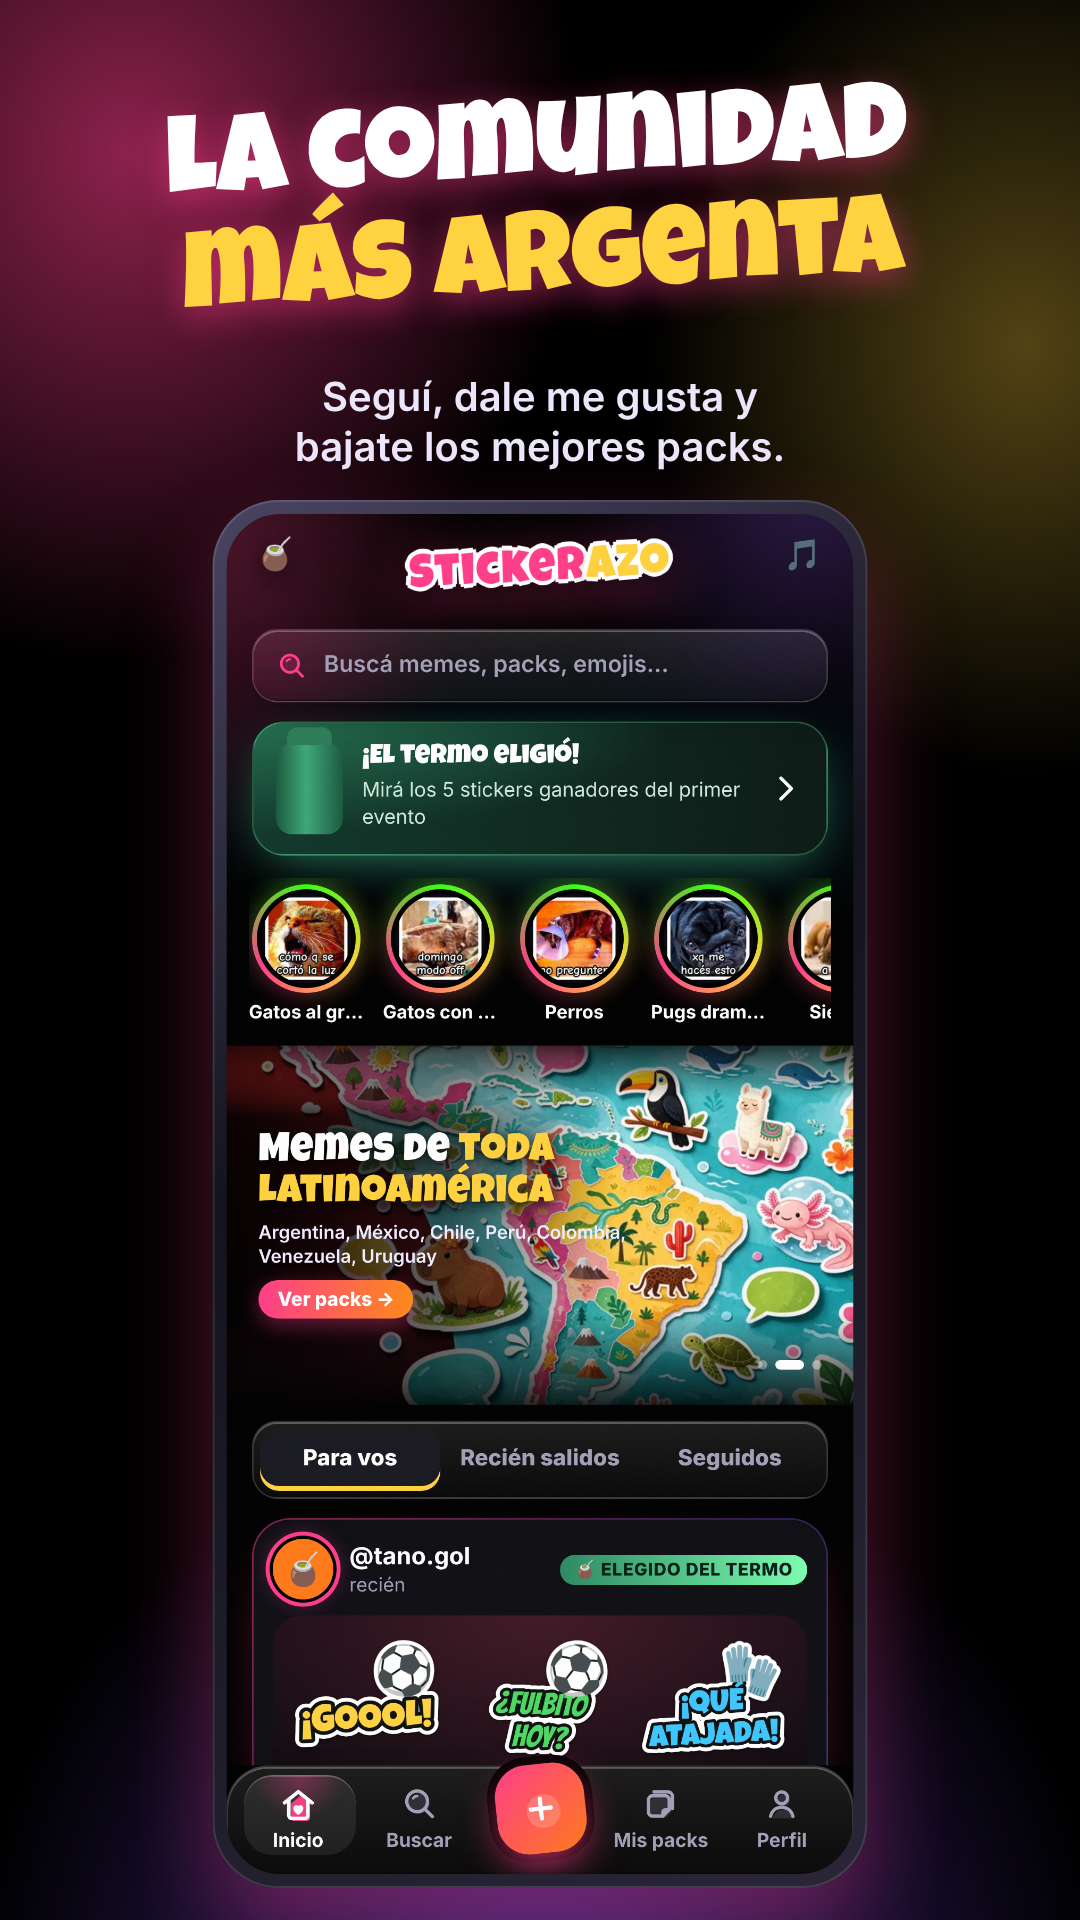 LA COMUNIDAD
MÁS ARGENTA
Seguí, dale me gusta y
bajate los mejores packs.
STICKERAZO
Buscá memes, packs, emojis...
¡EL TERMO ELIGIÓ!
Mirá los 5 stickers ganadores del primer
evento
cómo q se
cortó la luz
domingo
modo off
no pregunten
xq me
hacés esto
a
Gatos al gr...
Gatos con ...
Perros
Pugs dram...
Sie
MEMES DE TODA
LATINOAMÉRICA
Argentina, México, Chile, Perú, Colombia,
Venezuela, Uruguay
Ver packs →
Para vos
Recién salidos
Seguidos
@tano.gol
recién
ELEGIDO DEL TERMO
¡GOOOL!
¿FULBITO
HOY?
¡QUÉ
ATAJADA!
Inicio
Buscar
Mis packs
Perfil